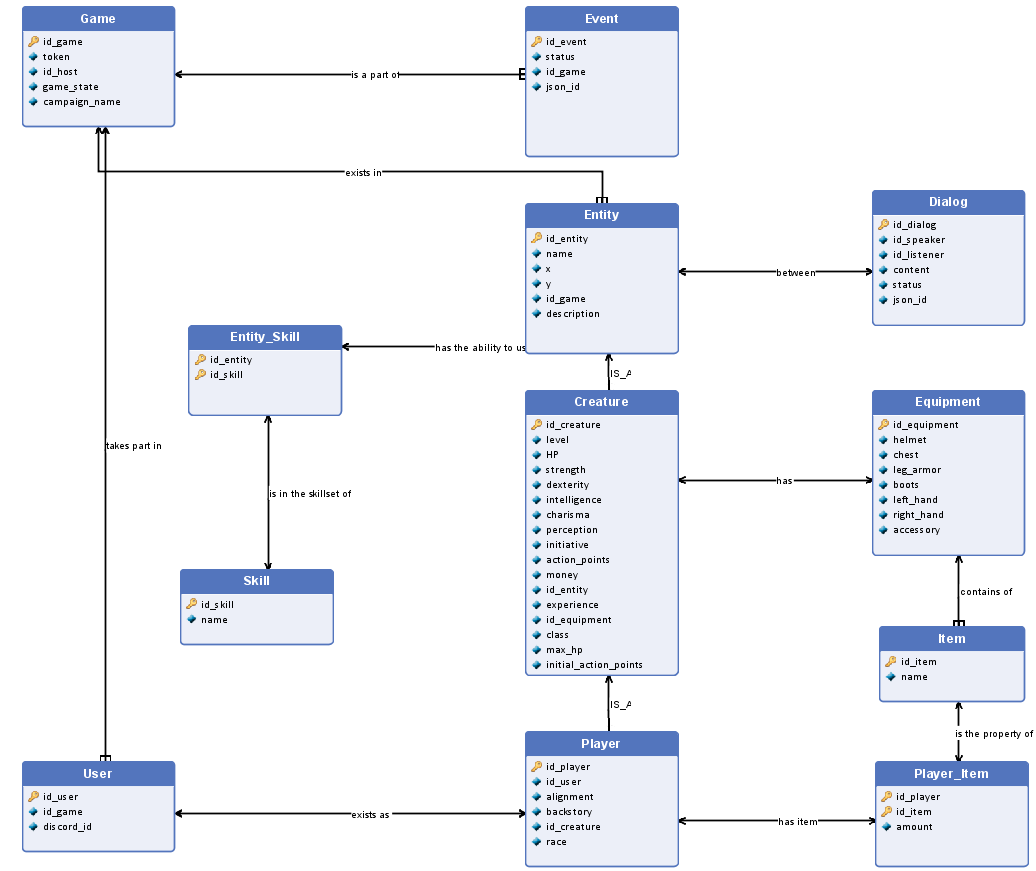 Game
id_game
token
id_host
game_state
campaign_name
Event
id_event
status
id_game
json_id
is a part of
exists in
Entity
id_entity
name
x
y
id_game
description
Dialog
id_dialog
id_speaker
id_listener
content
status
json_id
between
Entity_Skill
id_entity
id_skill
has the ability to us
IS_A
Creature
id_creature
level
HP
strength
dexterity
intelligence
charisma
perception
initiative
action_points
money
id_entity
experience
id_equipment
class
max_hp
initial_action_points
Equipment
id_equipment
helmet
chest
leg_armor
boots
left_hand
right_hand
accessory
has
takes part in
is in the skillset of
Skill
id_skill
name
contains of
Item
id_item
name
IS_A
is the property of
User
id_user
id_game
discord_id
exists as
Player
id_player
id_user
alignment
backstory
id_creature
race
has item
Player_Item
id_player
id_item
amount